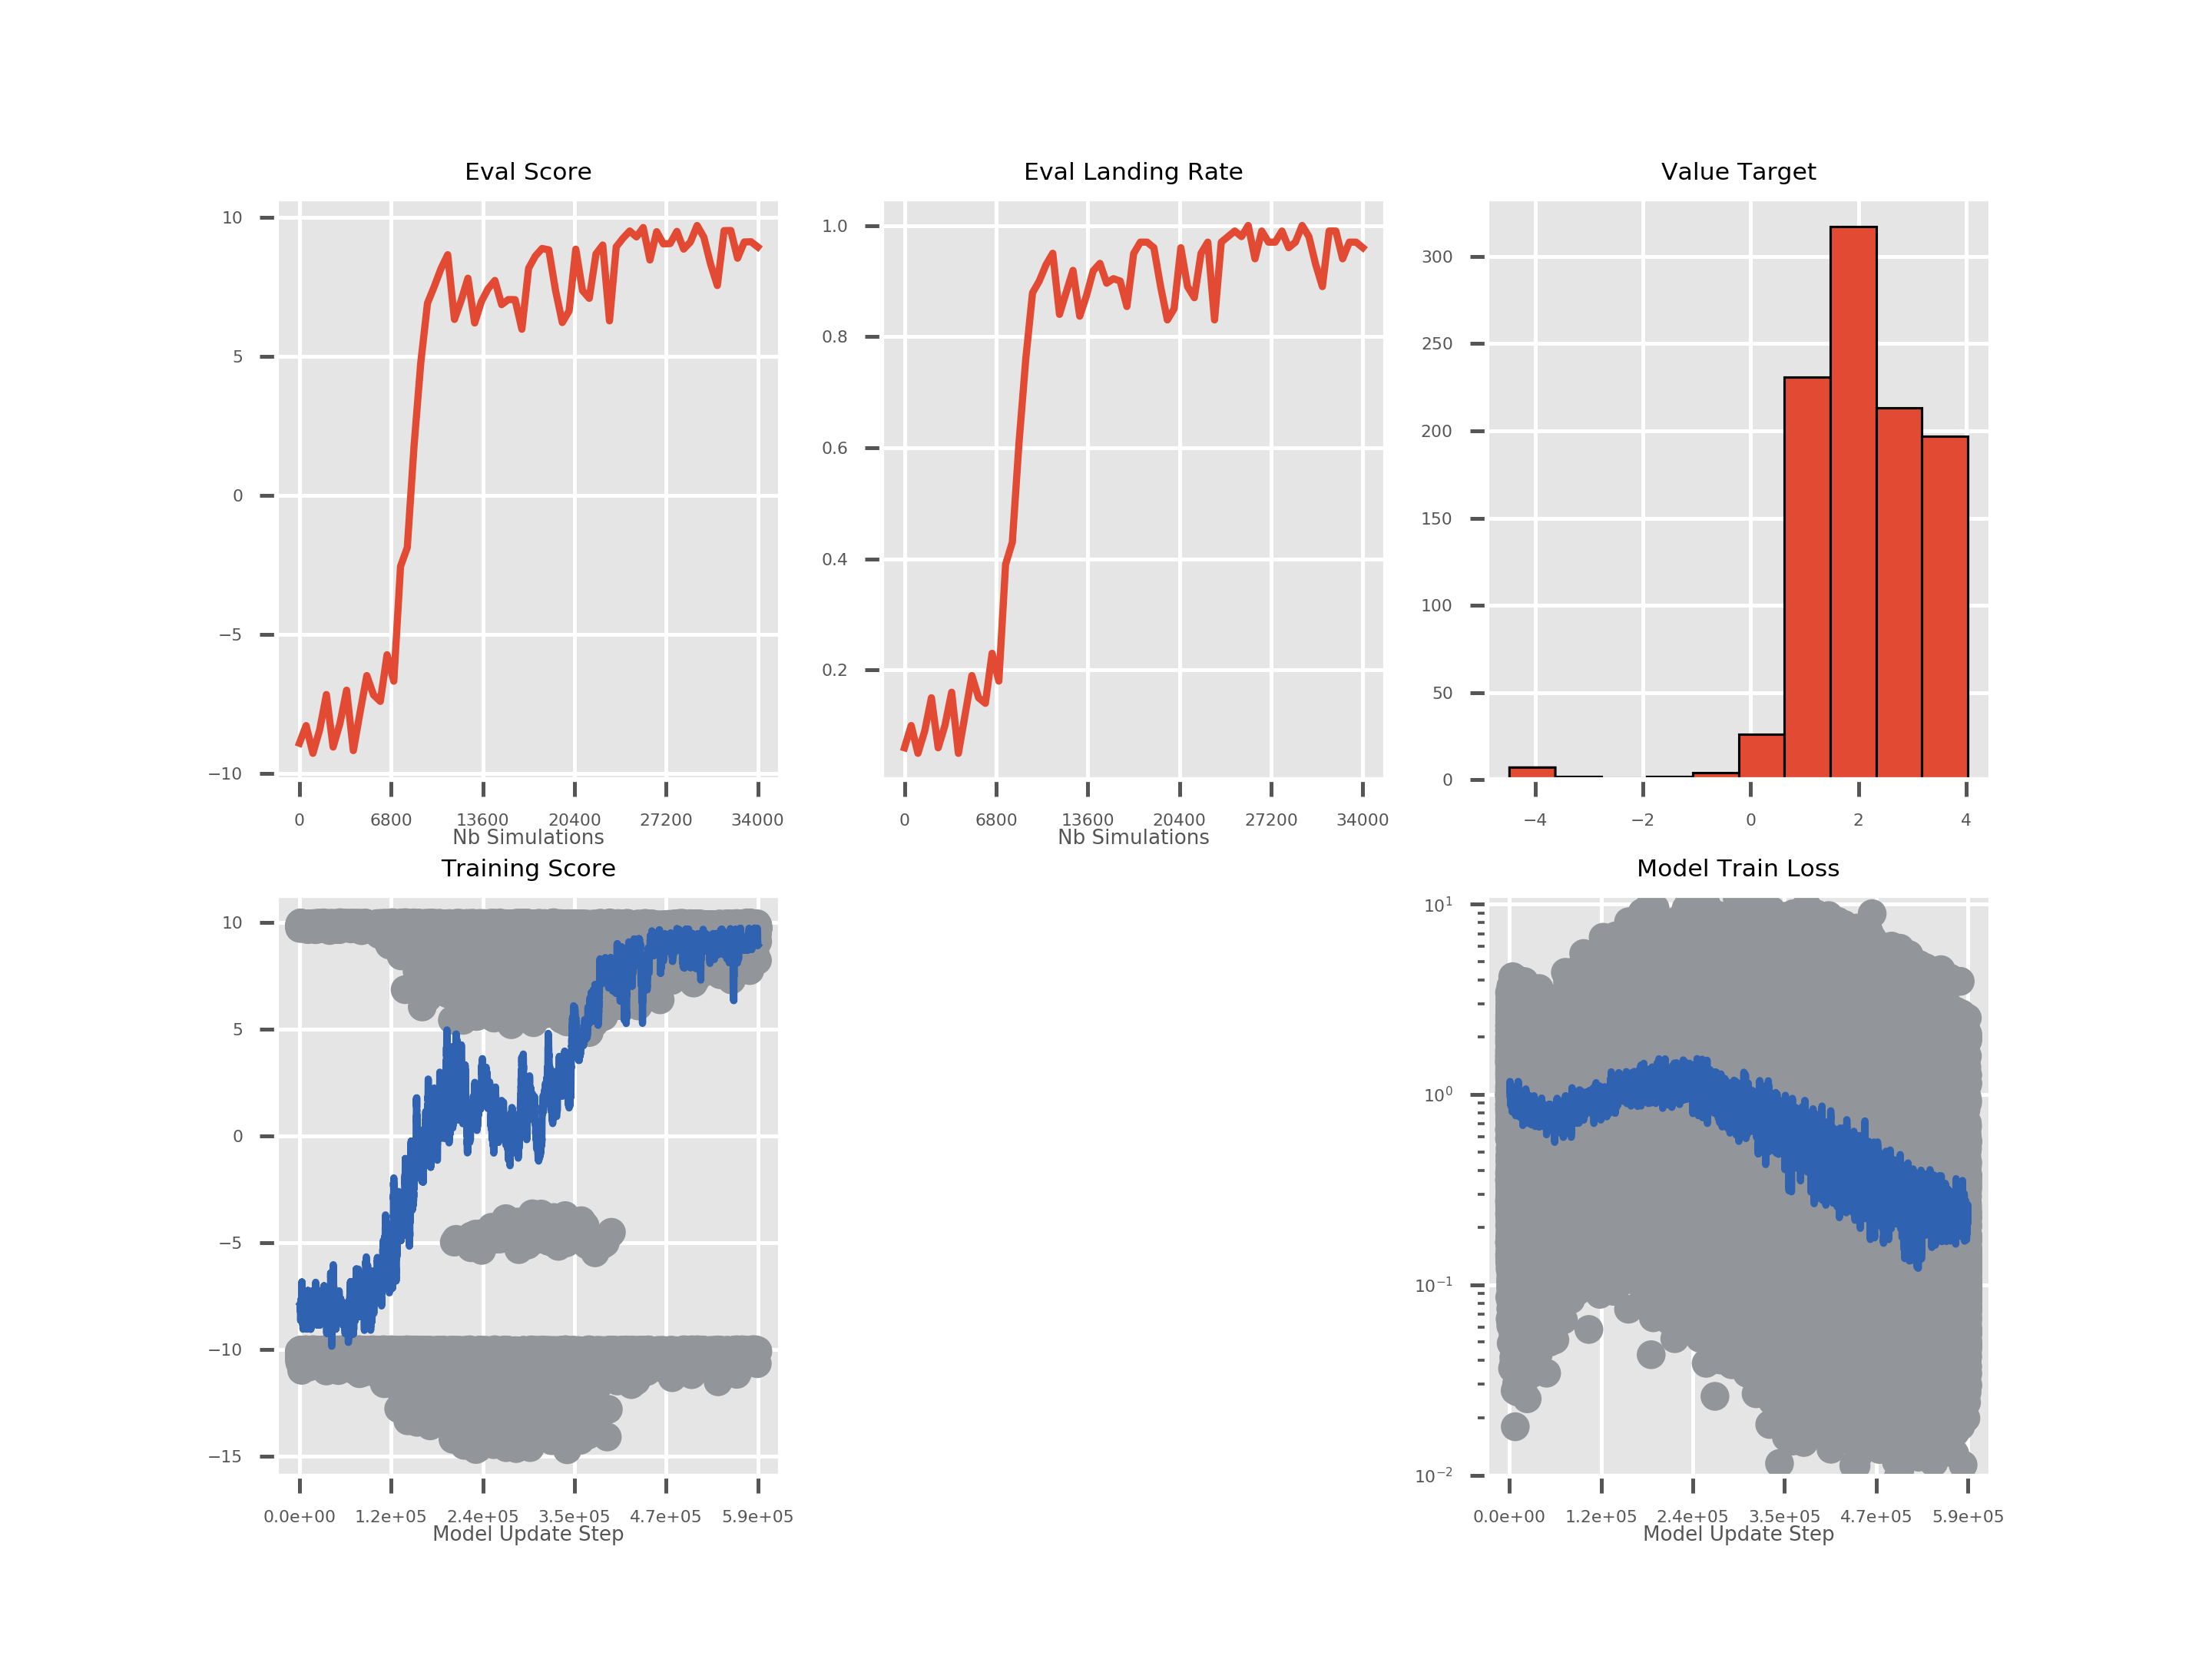 Eval Score
10
5
0
−5
−10
0 6800 13600 20400 27200 34000
Nb Simulations
Eval Landing Rate
1.0
0.8
0.6
0.4
0.2
0 6800 13600 20400 27200 34000
Nb Simulations
Value Target
300
250
200
150
100
50
0
−4 −2 0 2 4
Training Score
10
5
0
−5
−10
−15
0.0e+00 1.2e+05 2.4e+05 3.5e+05 4.7e+05 5.9e+05
Model Update Step
Model Train Loss
10¹
10⁰
10⁻¹
10⁻²
0.0e+00 1.2e+05 2.4e+05 3.5e+05 4.7e+05 5.9e+05
Model Update Step